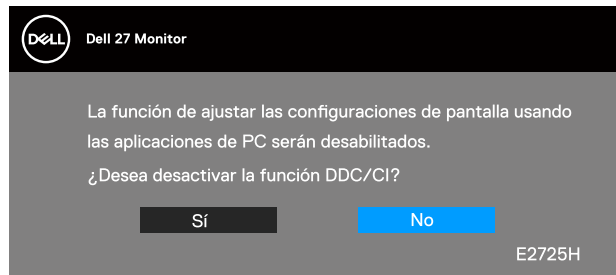 DELL
Dell 27 Monitor
La función de ajustar las configuraciones de pantalla usando
las aplicaciones de PC serán desabilitados.
¿Desea desactivar la función DDC/CI?
Sí
No
E2725H